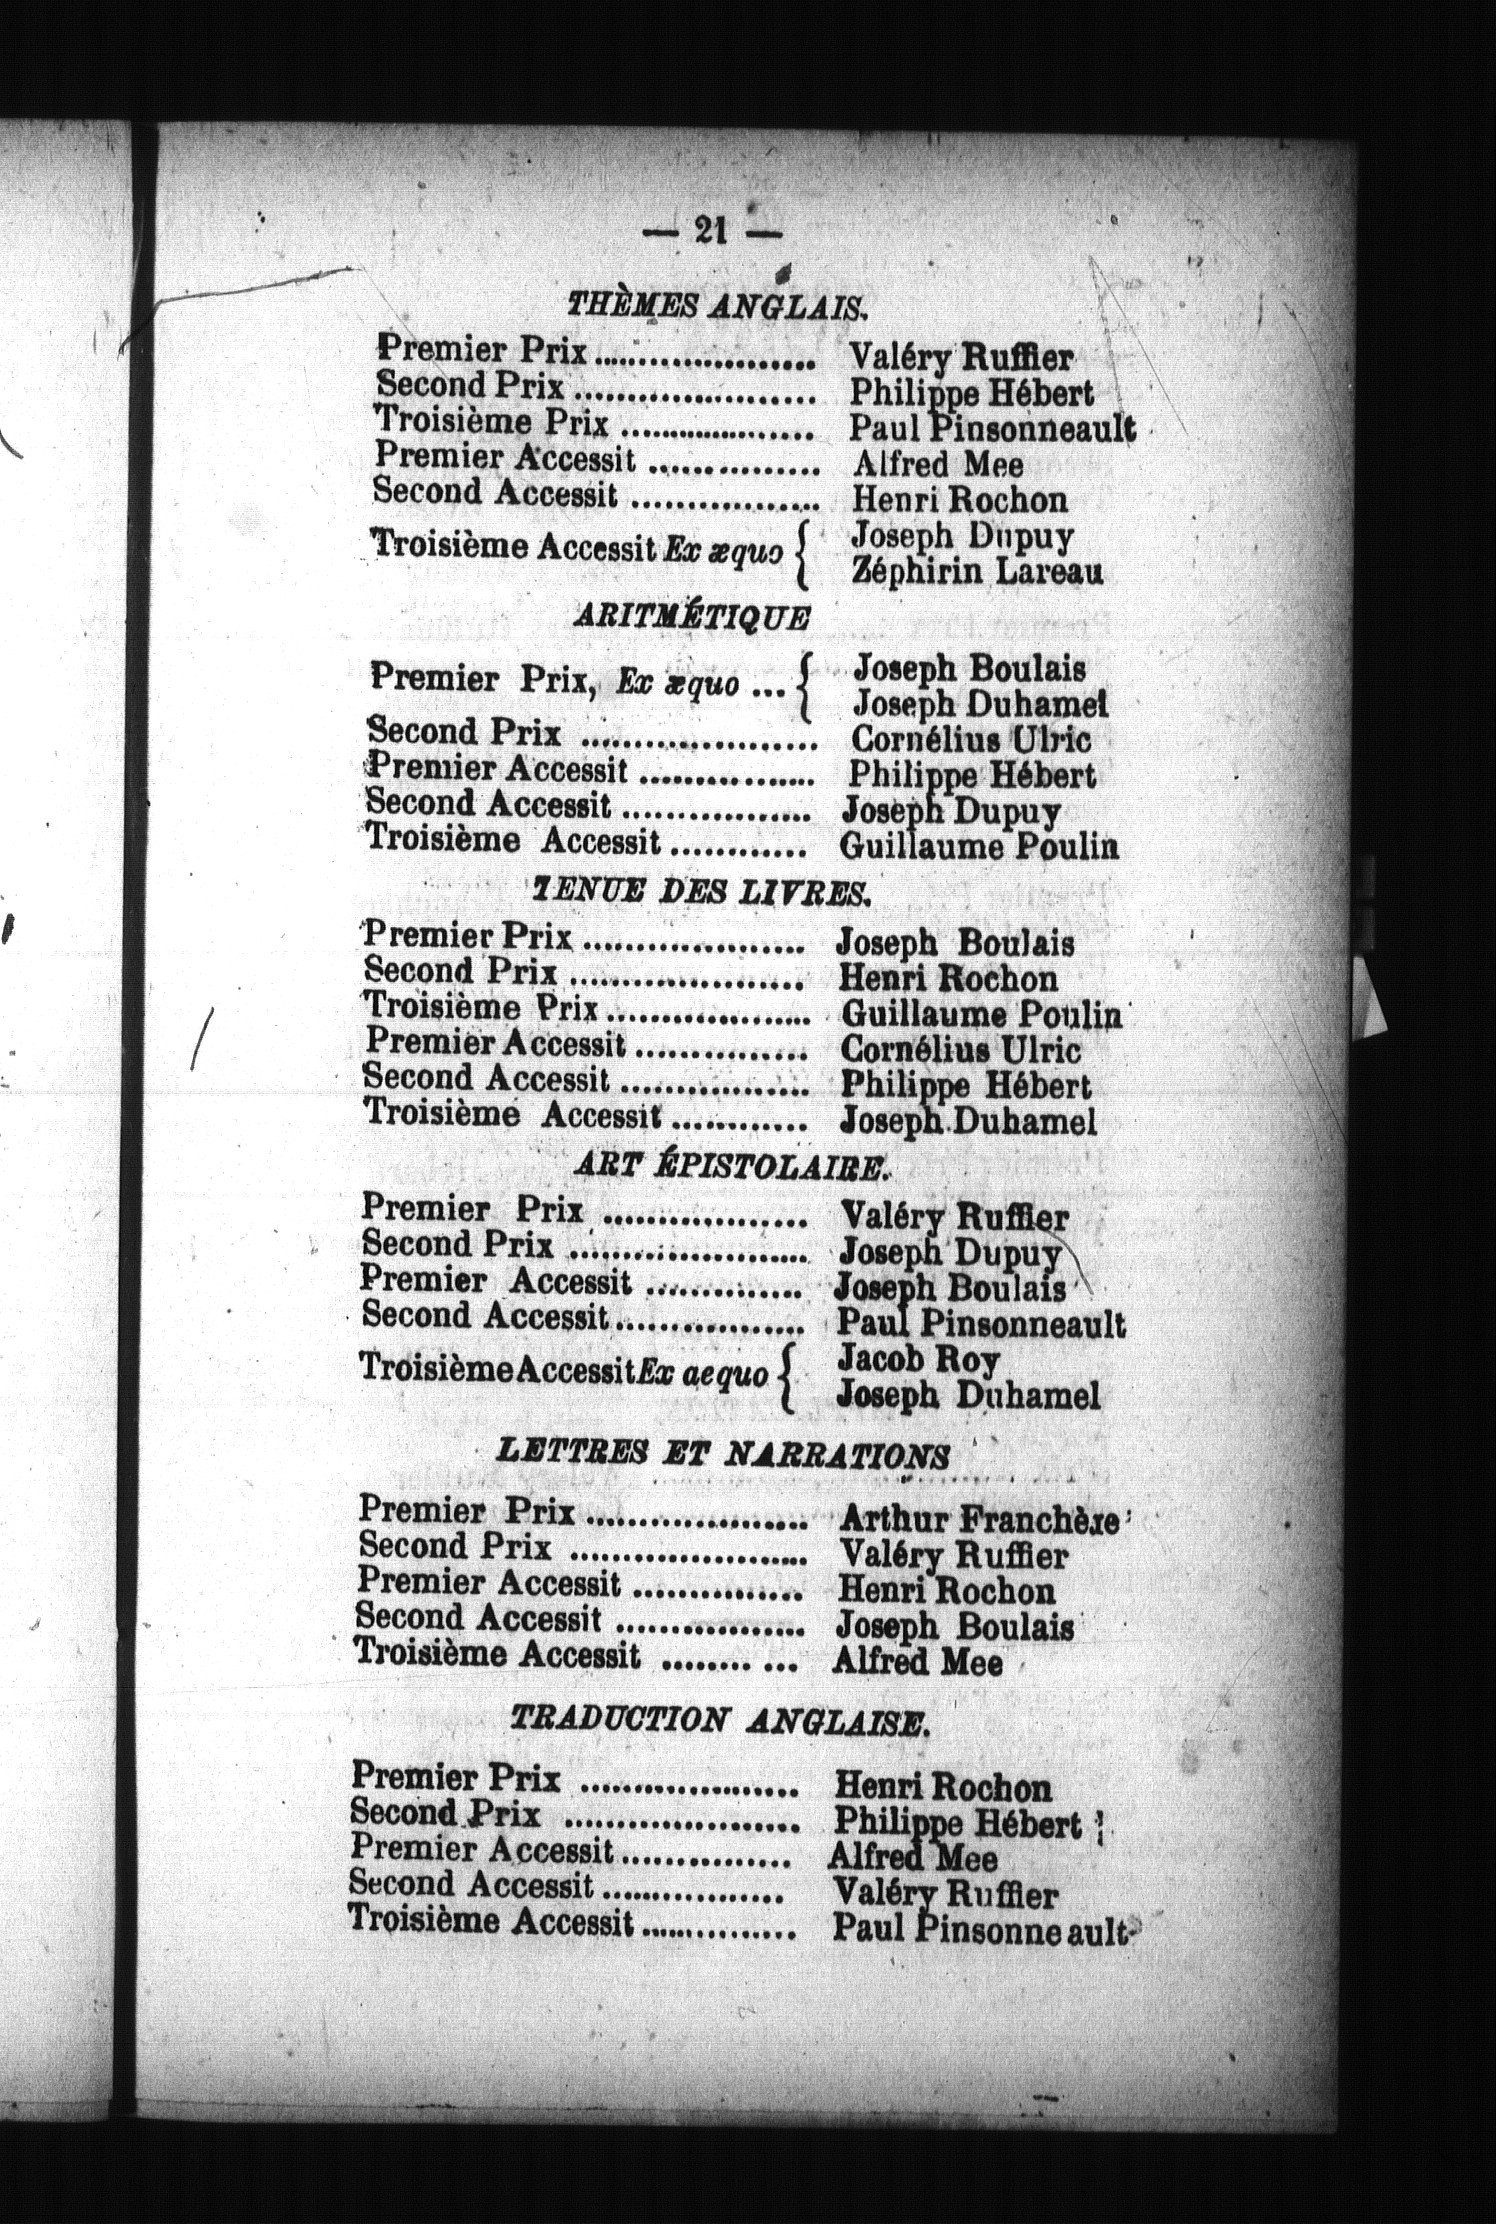 — 21 —
THÈMES ANGLAIS.
Premier Prix..................... Valéry Ruffier
Second Prix ...................... Philippe Hébert
Troisième Prix ................... Paul Pinsonneault
Premier Accessit ................ Alfred Mee
Second Accessit .................. Henri Rochon
Troisième Accessit Ex æquo { Joseph Dupuy
Zéphirin Lareau
ARITMÉTIQUE
Premier Prix, Ex æquo ... { Joseph Boulais
Joseph Duhamel
Second Prix ...................... Cornélius Ulric
Premier Accessit ................ Philippe Hébert
Second Accessit .................. Joseph Dupuy
Troisième Accessit ............. Guillaume Poulin
TENUE DES LIVRES.
Premier Prix ..................... Joseph Boulais
Second Prix ...................... Henri Rochon
Troisième Prix ................... Guillaume Poulin
Premier Accessit ................ Cornélius Ulric
Second Accessit .................. Philippe Hébert
Troisième Accessit ............. Joseph Duhamel
ART ÉPISTOLAIRE.
Premier Prix ................... Valéry Ruffier
Second Prix ...................... Joseph Dupuy
Premier Accessit ............... Joseph Boulais
Second Accessit.................. Paul Pinsonneault
Troisième Accessit Ex aequo { Jacob Roy
Joseph Duhamel
LETTRES ET NARRATIONS
Premier Prix ..................... Arthur Franchère
Second Prix ...................... Valéry Ruffier
Premier Accessit ................ Henri Rochon
Second Accessit .................. Joseph Boulais
Troisième Accessit ........ ... Alfred Mee
TRADUCTION ANGLAISE.
Premier Prix ..................... Henri Rochon
Second Prix ...................... Philippe Hébert
Premier Accessit................ Alfred Mee
Second Accessit ................. Valéry Ruffier
Troisième Accessit............... Paul Pinsonne ault